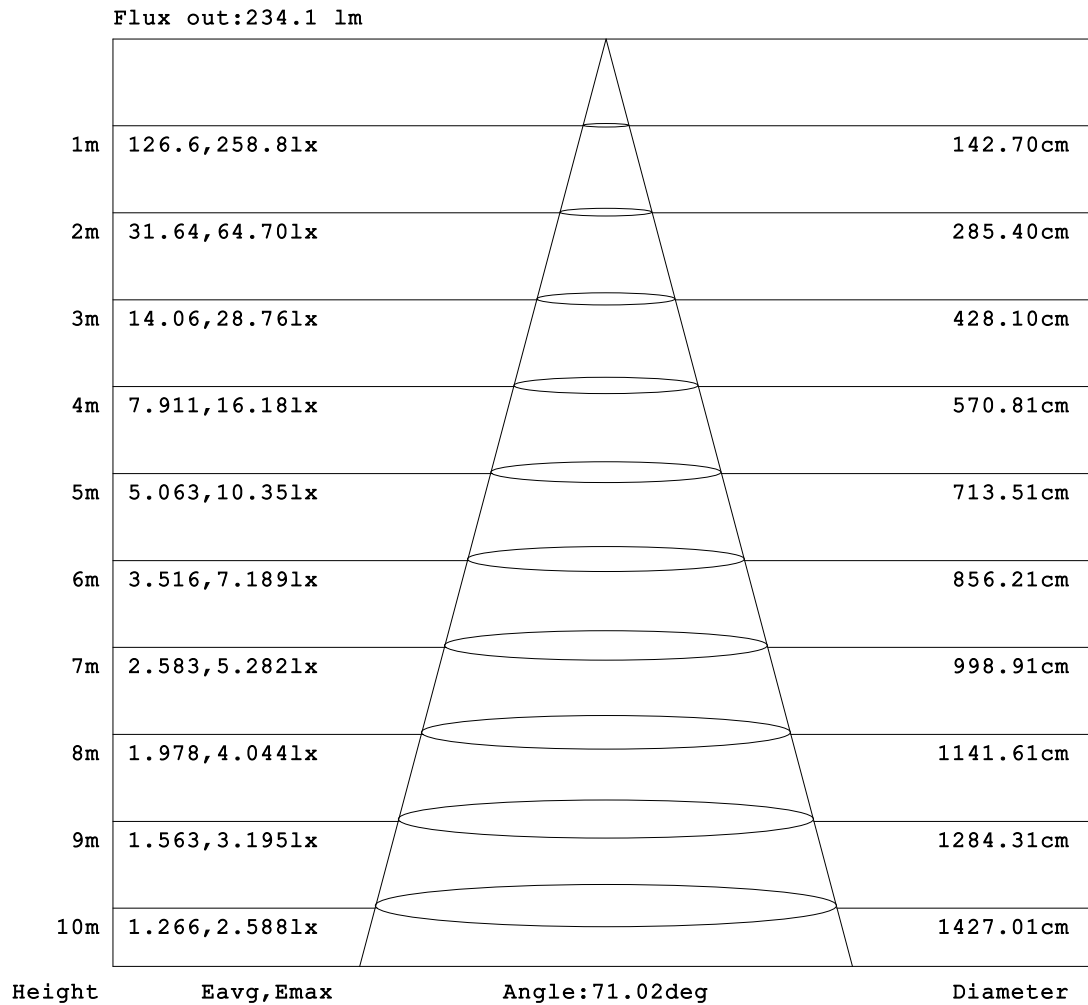 Flux out:234.1 lm
1m 126.6,258.8lx 142.70cm
2m 31.64,64.70lx 285.40cm
3m 14.06,28.76lx 428.10cm
4m 7.911,16.18lx 570.81cm
5m 5.063,10.35lx 713.51cm
6m 3.516,7.189lx 856.21cm
7m 2.583,5.282lx 998.91cm
8m 1.978,4.044lx 1141.61cm
9m 1.563,3.195lx 1284.31cm
10m 1.266,2.588lx 1427.01cm
Height Eavg,Emax Angle:71.02deg Diameter